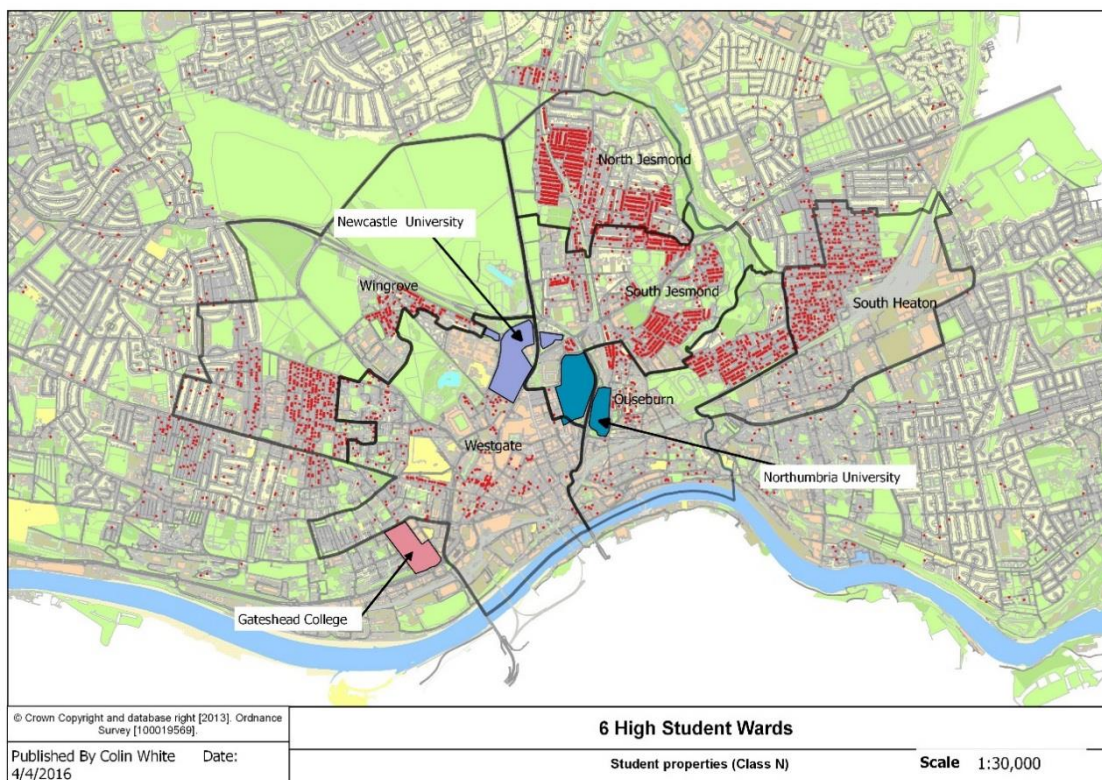 North Jesmond
Newcastle University
Wingrove
South Jesmond
South Heaton
Ouseburn
Westgate
Northumbria University
Gateshead College
© Crown Copyright and database right [2013]. Ordnance
Survey [100019569].
Published By Colin White Date:
4/4/2016
6 High Student Wards
Student properties (Class N)
Scale 1:30,000